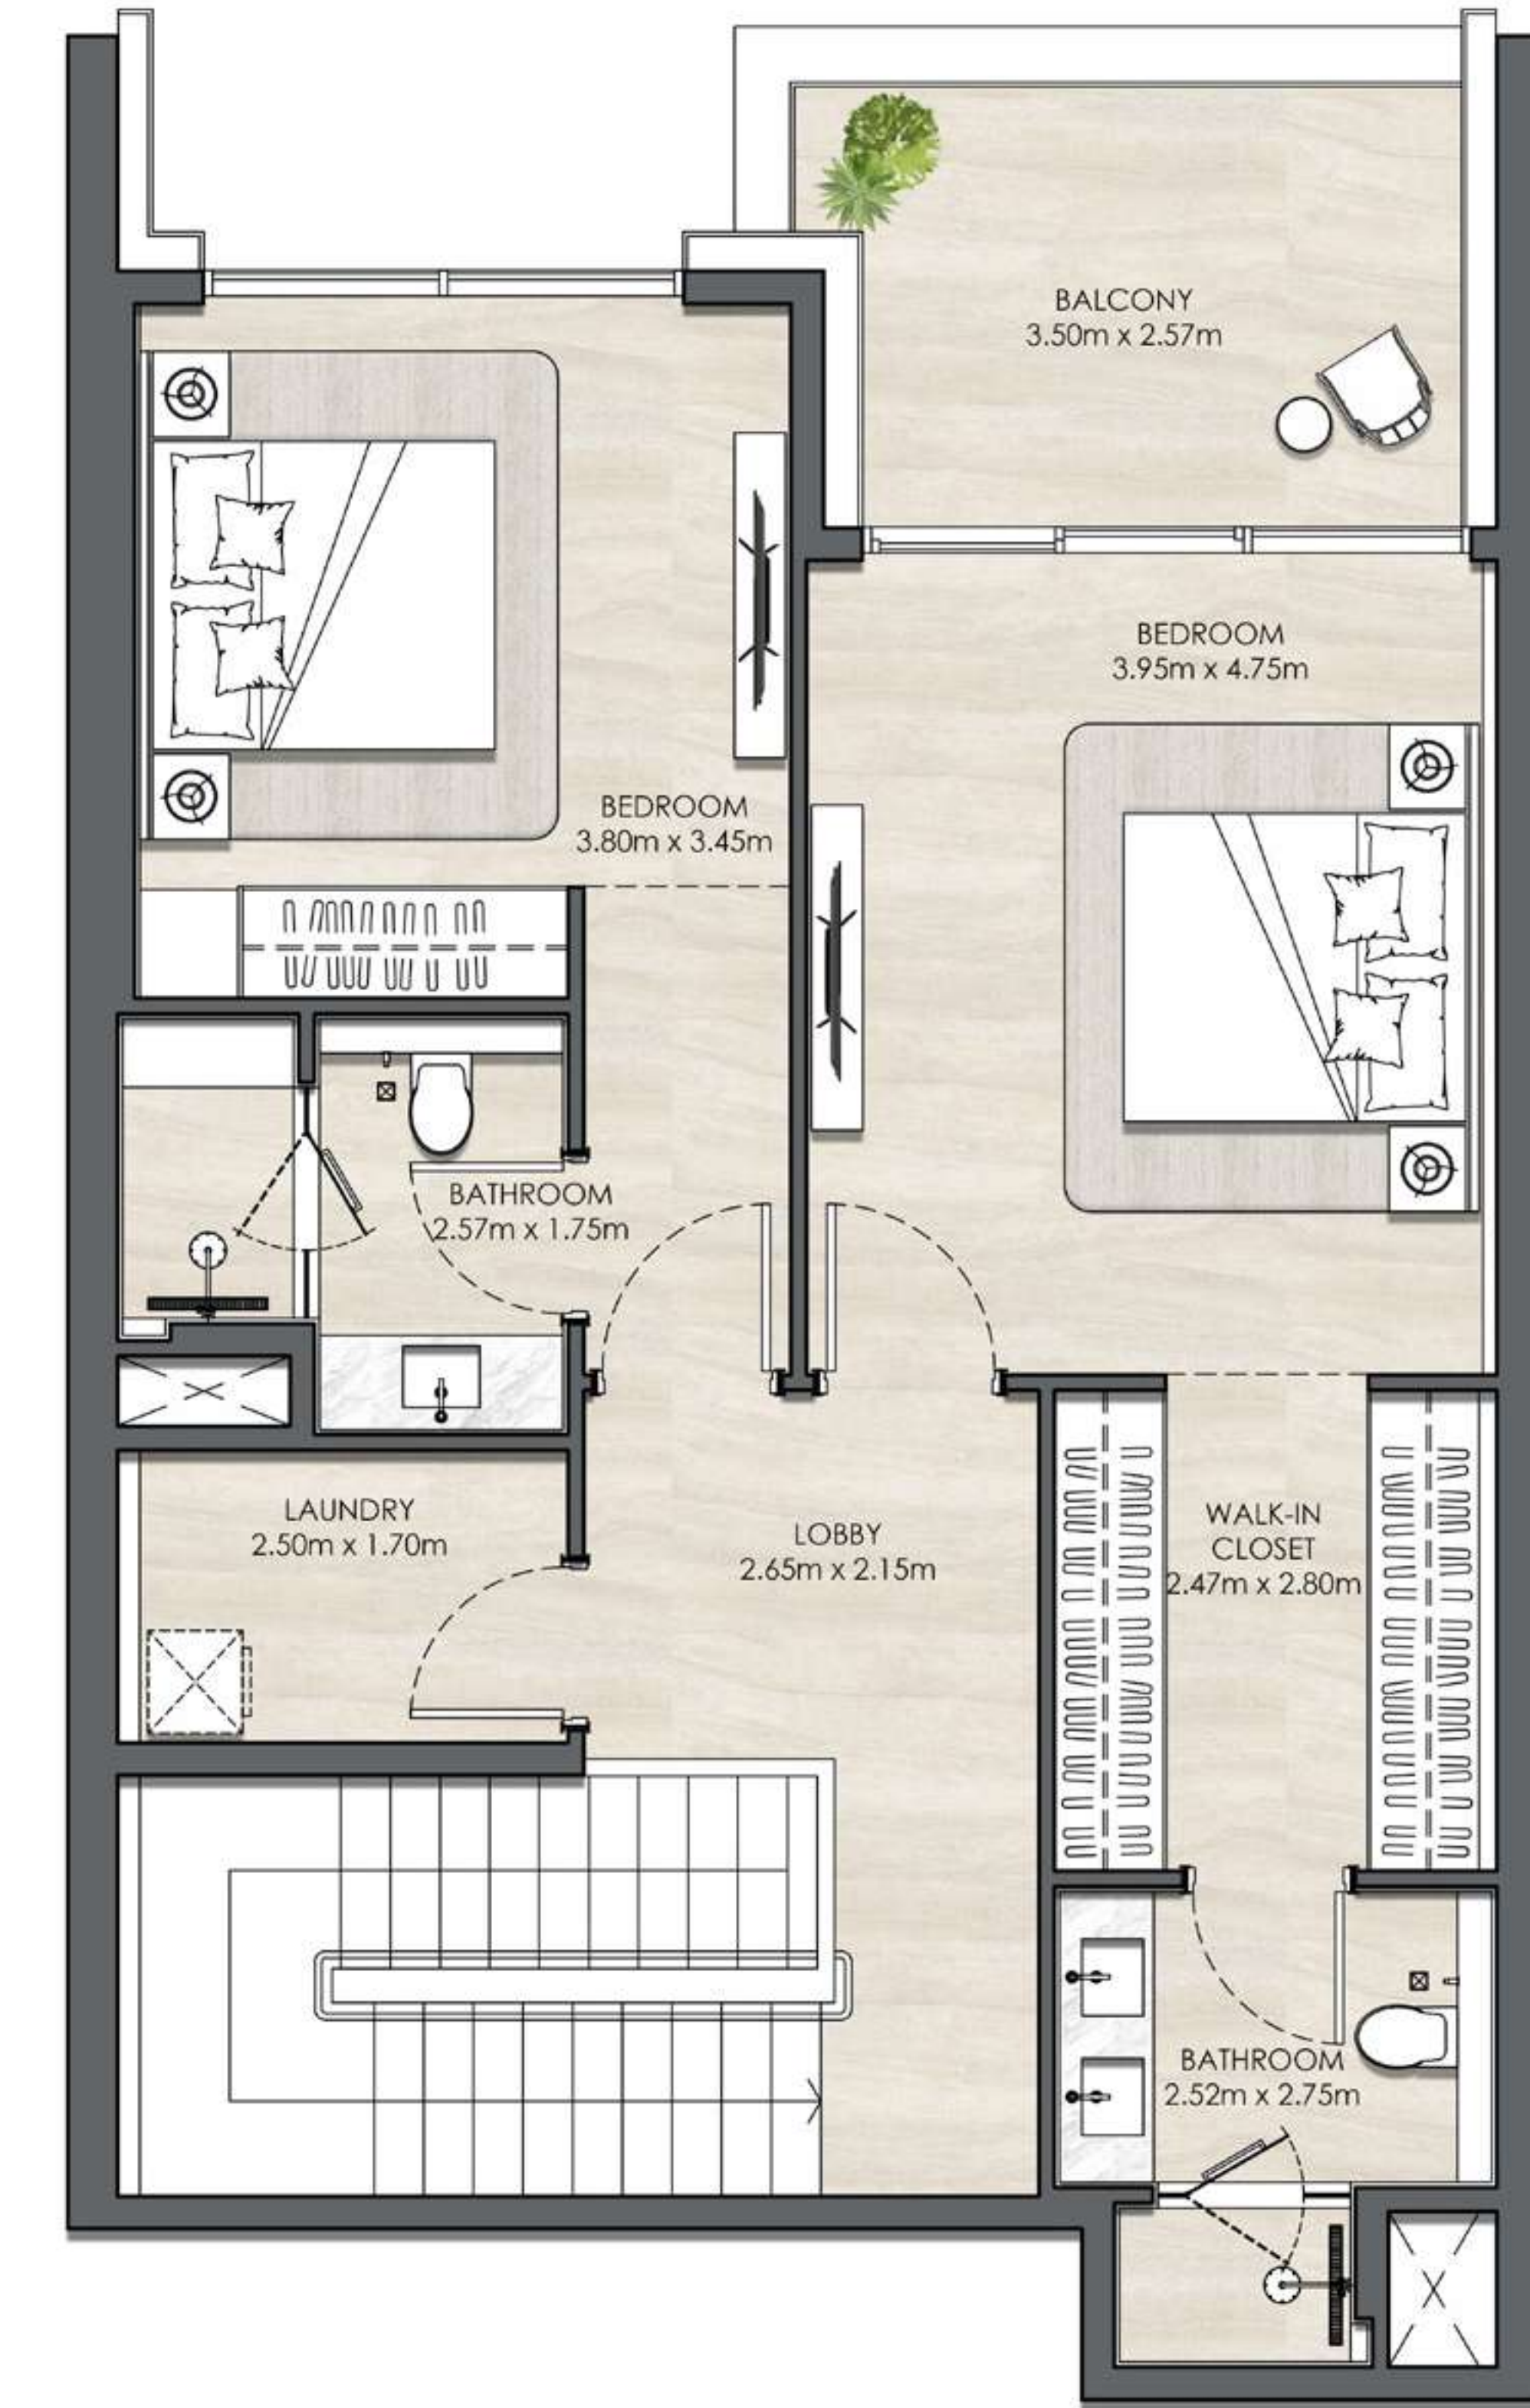 BALCONY
3.50m x 2.57m
BEDROOM
3.95m x 4.75m
BEDROOM
3.80m x 3.45m
BATHROOM
2.57m x 1.75m
LAUNDRY
2.50m x 1.70m
LOBBY
2.65m x 2.15m
WALK-IN
CLOSET
2.47m x 2.80m
BATHROOM
2.52m x 2.75m